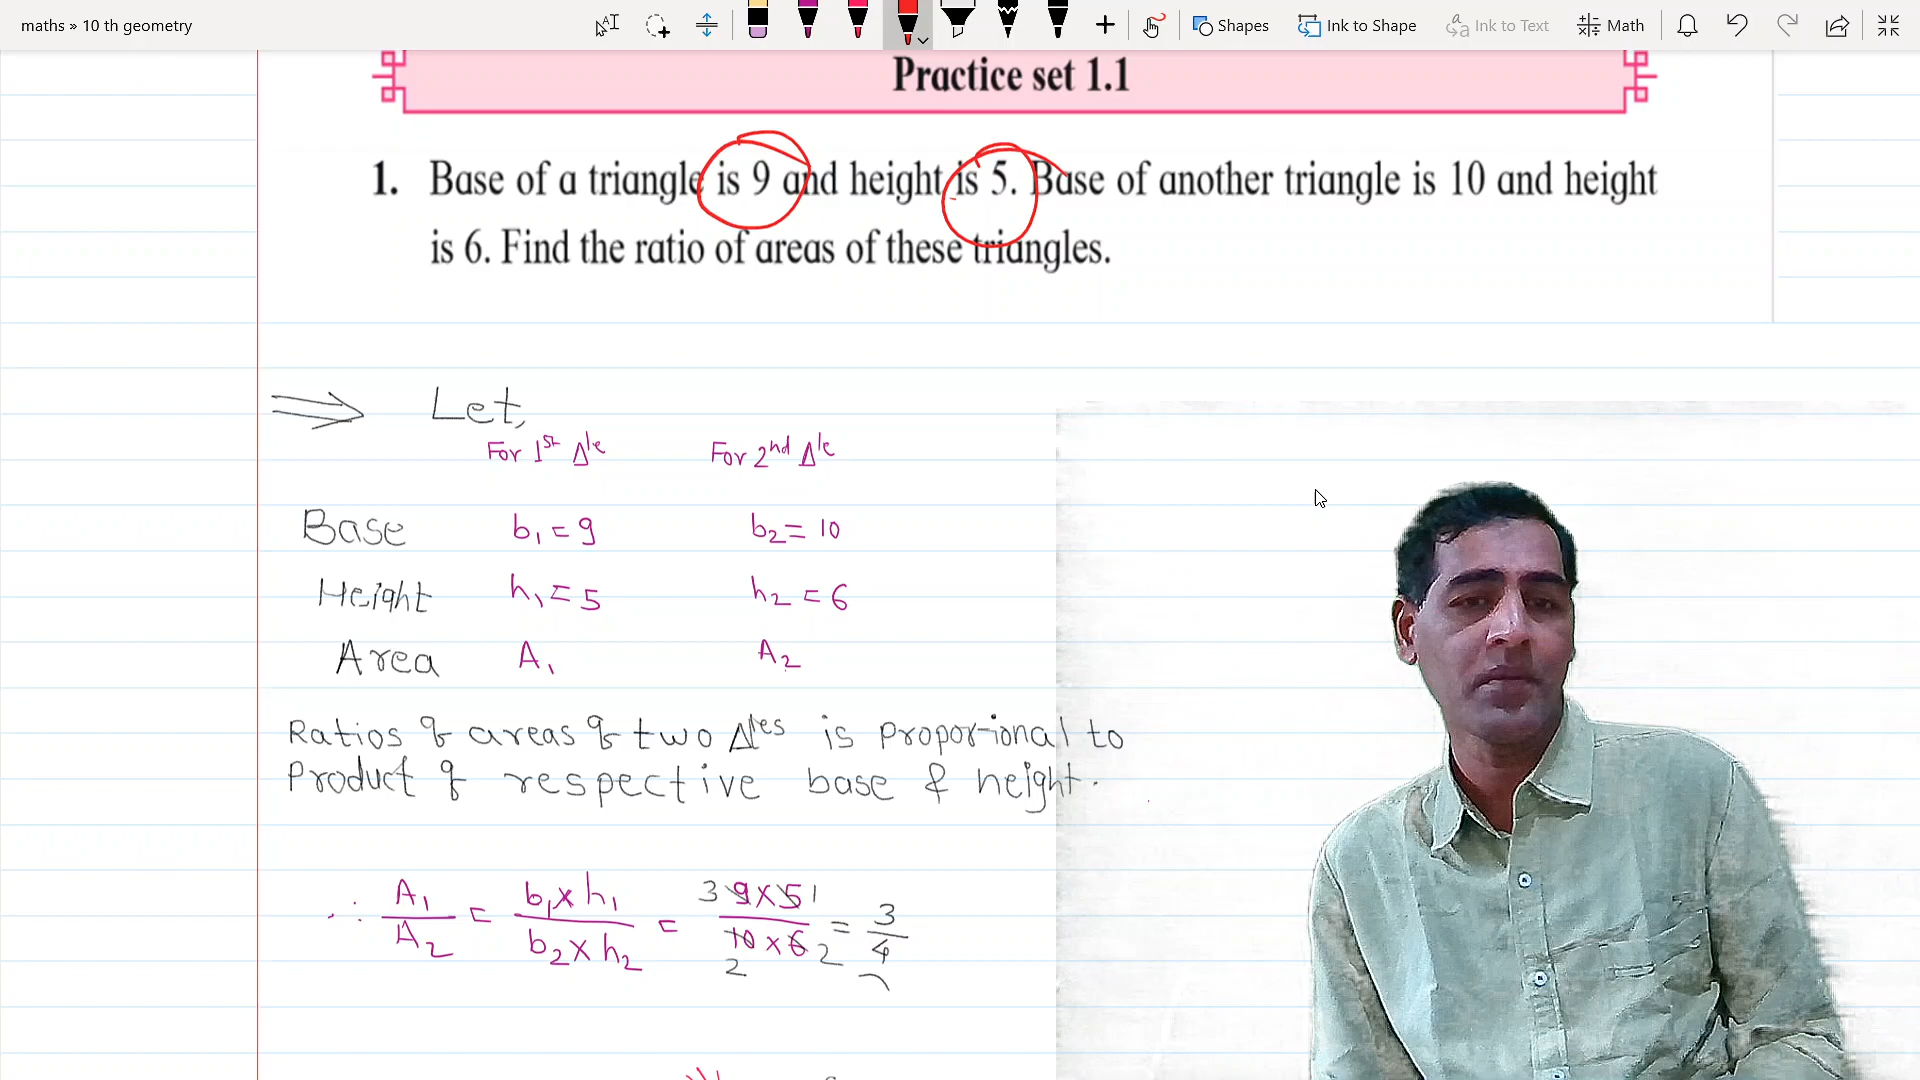 maths » 10 th geometry
Shapes
Ink to Shape
Ink to Text
Math
Practice set 1.1
1. Base of a triangle is 9 and height is 5. Base of another triangle is 10 and height
is 6. Find the ratio of areas of these triangles.
⇒ Let,
For 1st Δle For 2nd Δle
Base b₁ = 9 b₂ = 10
Height h₁ = 5 h₂ = 6
Area A₁ A₂
Ratios of areas of two Δles is proporional to
Product of respective base & height.
∴ A₁/A₂ = b₁×h₁/b₂×h₂ = 3 9×5 1/10×6 2 2 = 3/4